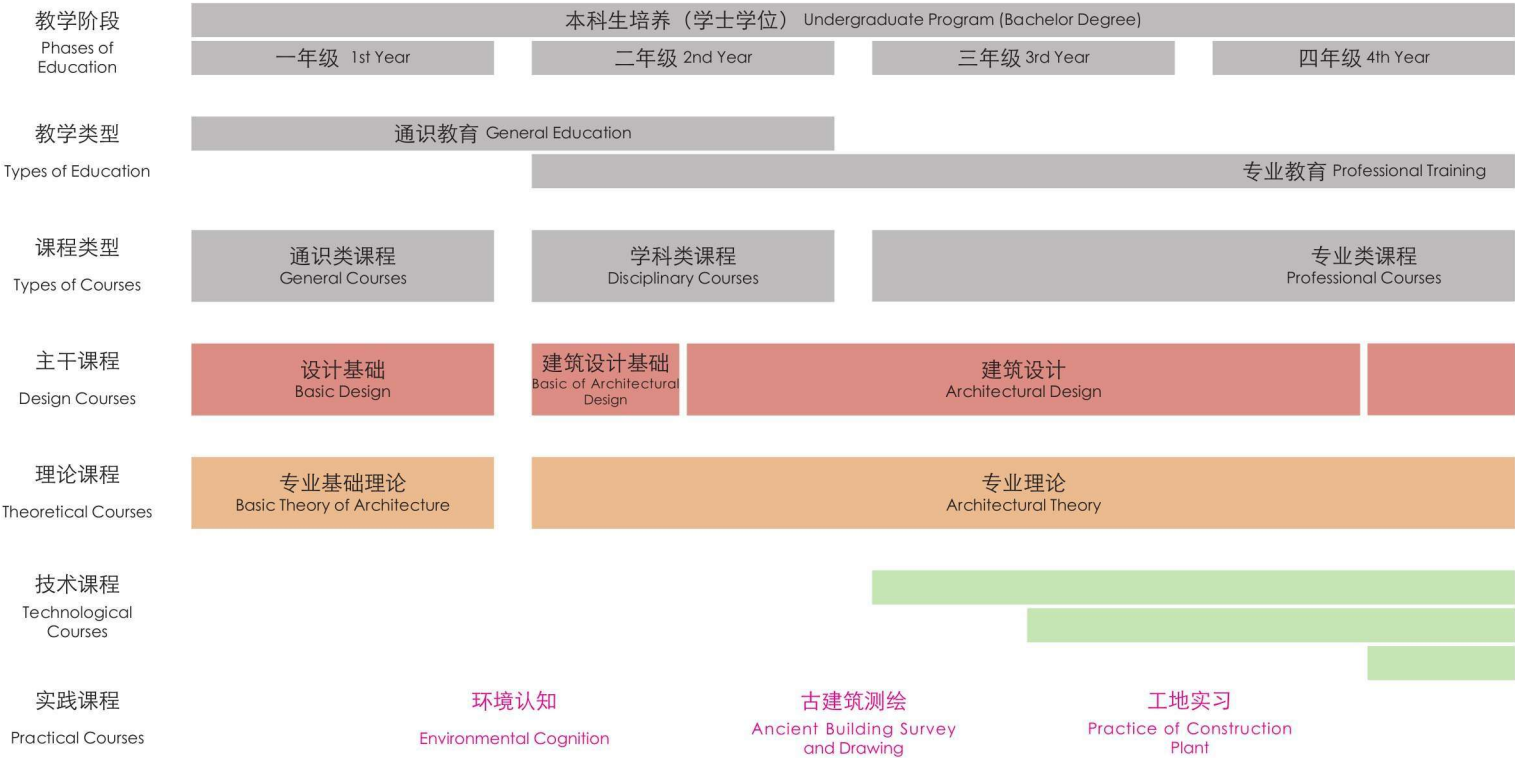 教学阶段
Phases of
Education
本科生培养（学士学位）Undergraduate Program (Bachelor Degree)
一年级 1st Year
二年级 2nd Year
三年级 3rd Year
四年级 4th Year
教学类型
Types of Education
通识教育 General Education
专业教育 Professional Training
课程类型
Types of Courses
通识类课程
General Courses
学科类课程
Disciplinary Courses
专业类课程
Professional Courses
主干课程
Design Courses
设计基础
Basic Design
建筑设计基础
Basic of Architectural
Design
建筑设计
Architectural Design
理论课程
Theoretical Courses
专业基础理论
Basic Theory of Architecture
专业理论
Architectural Theory
技术课程
Technological
Courses
实践课程
Practical Courses
环境认知
Environmental Cognition
古建筑测绘
Ancient Building Survey
and Drawing
工地实习
Practice of Construction
Plant